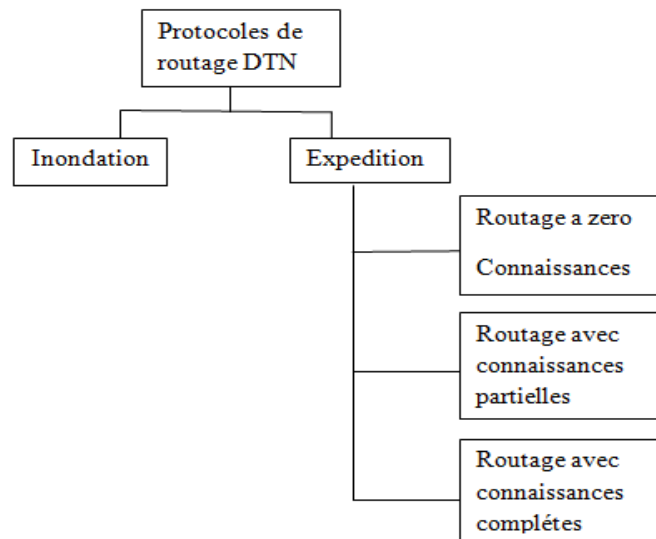 Protocoles de
routage DTN
Inondation
Expedition
Routage a zero
Connaissances
Routage avec
connaissances
partielles
Routage avec
connaissances
complétes